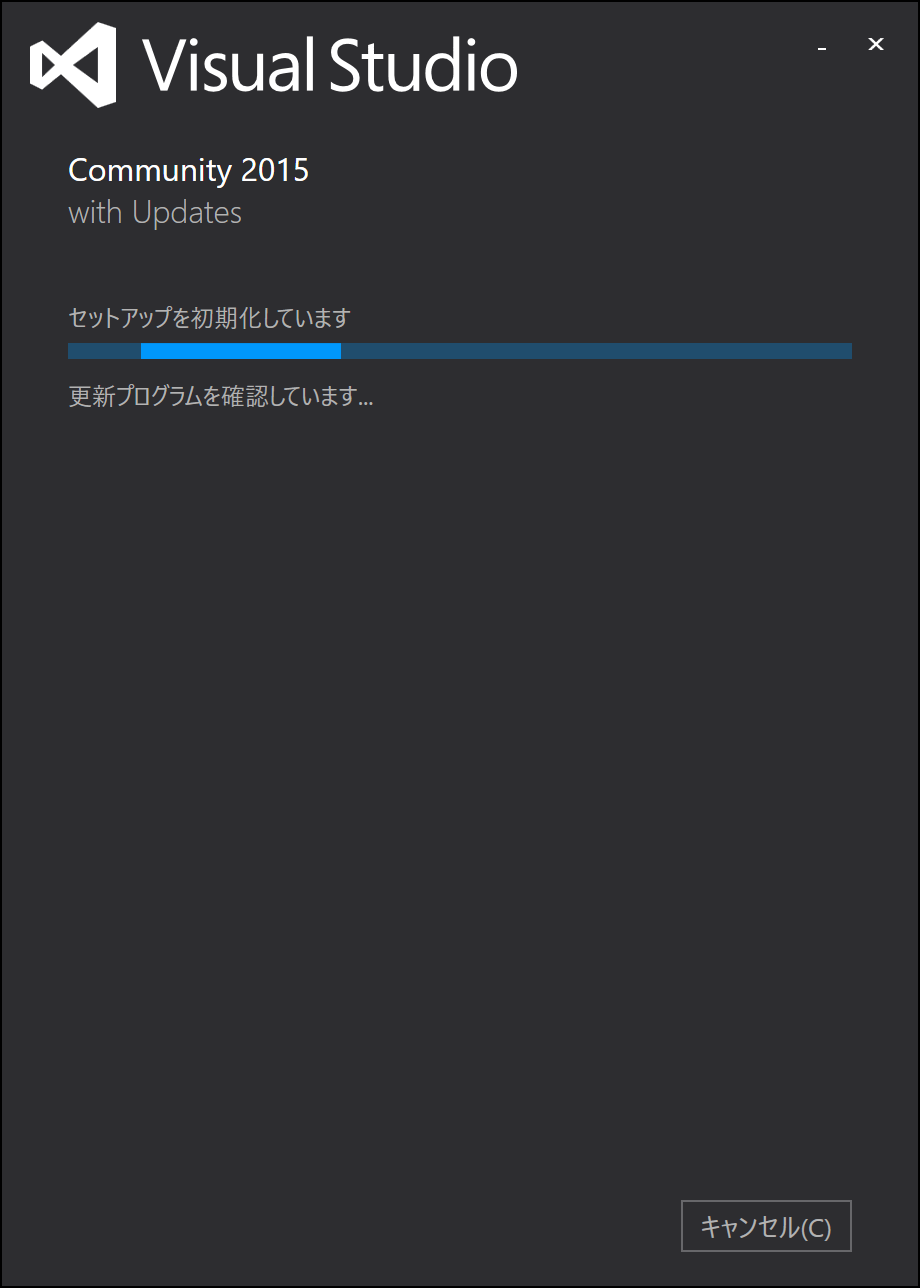 Visual Studio
Community 2015
with Updates
セットアップを初期化しています
更新プログラムを確認しています...
キャンセル(C)